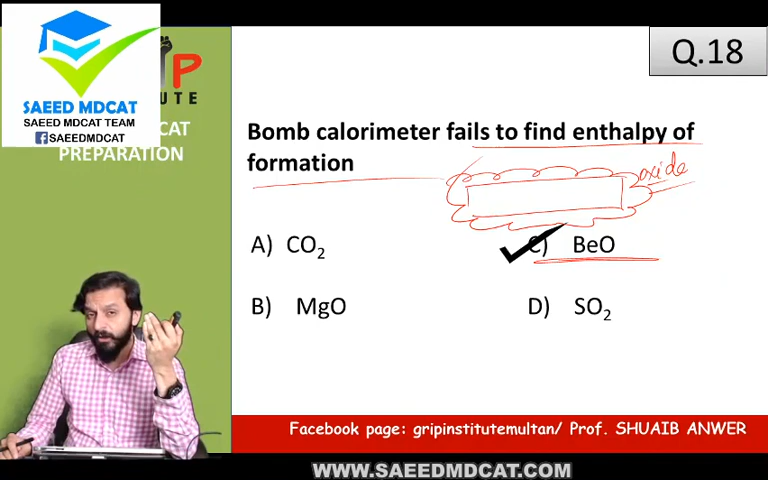 Q.18
P
UTE
SAEED MDCAT
SAEED MDCAT TEAM
SAEEDMDCAT
CAT
PREPARATION
Bomb calorimeter fails to find enthalpy of
formation
oxide
A) CO₂
C) BeO
B) MgO
D) SO₂
Facebook page: gripinstitutemultan/ Prof. SHUAIB ANWER
WWW.SAEEDMDCAT.COM